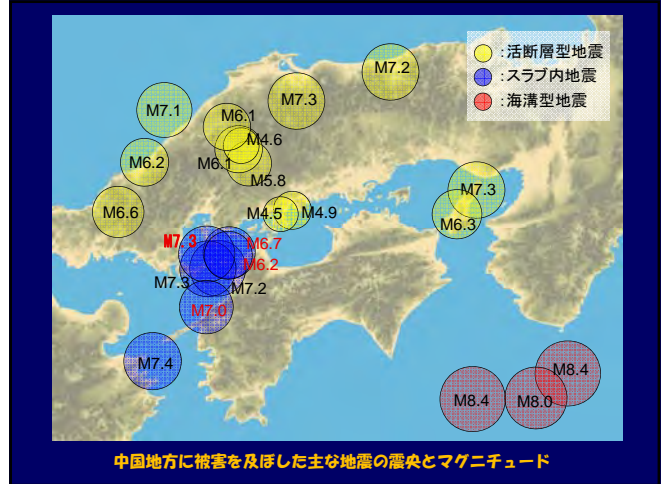 :活断層型地震
:スラブ内地震
:海溝型地震
M7.2
M7.3
M7.1
M6.1
M4.6
M6.1
M6.2
M5.8
M7.3
M6.6
M4.5
M4.9
M6.3
M7.3
M6.7
M6.2
M7.3
M7.2
M7.0
M7.4
M8.4
M8.4
M8.0
中国地方に被害を及ぼした主な地震の震央とマグニチュード